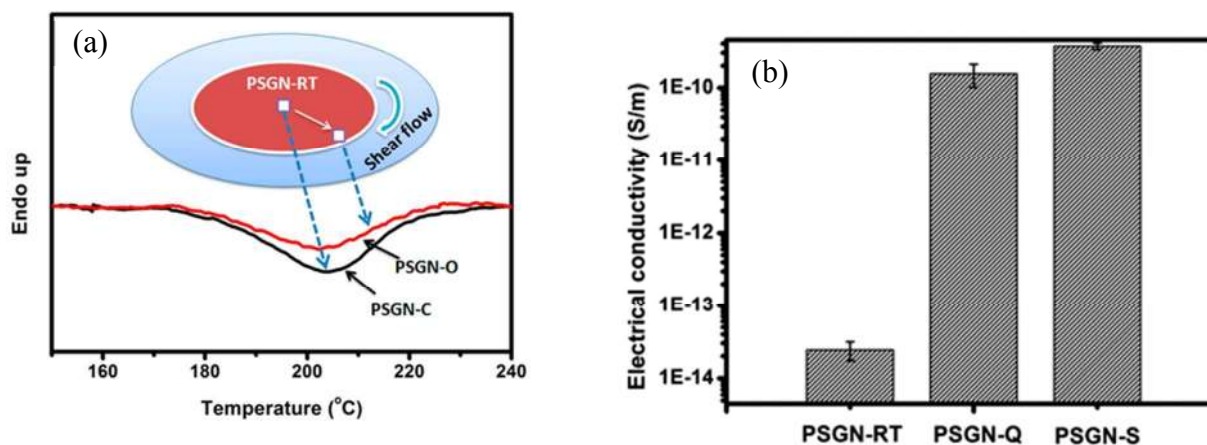 (a)
PSGN-RT
Shear flow
Endo up
PSGN-O
PSGN-C
160 180 200 220 240
Temperature (°C)
(b)
Electrical conductivity (S/m)
1E-10
1E-11
1E-12
1E-13
1E-14
PSGN-RT PSGN-Q PSGN-S